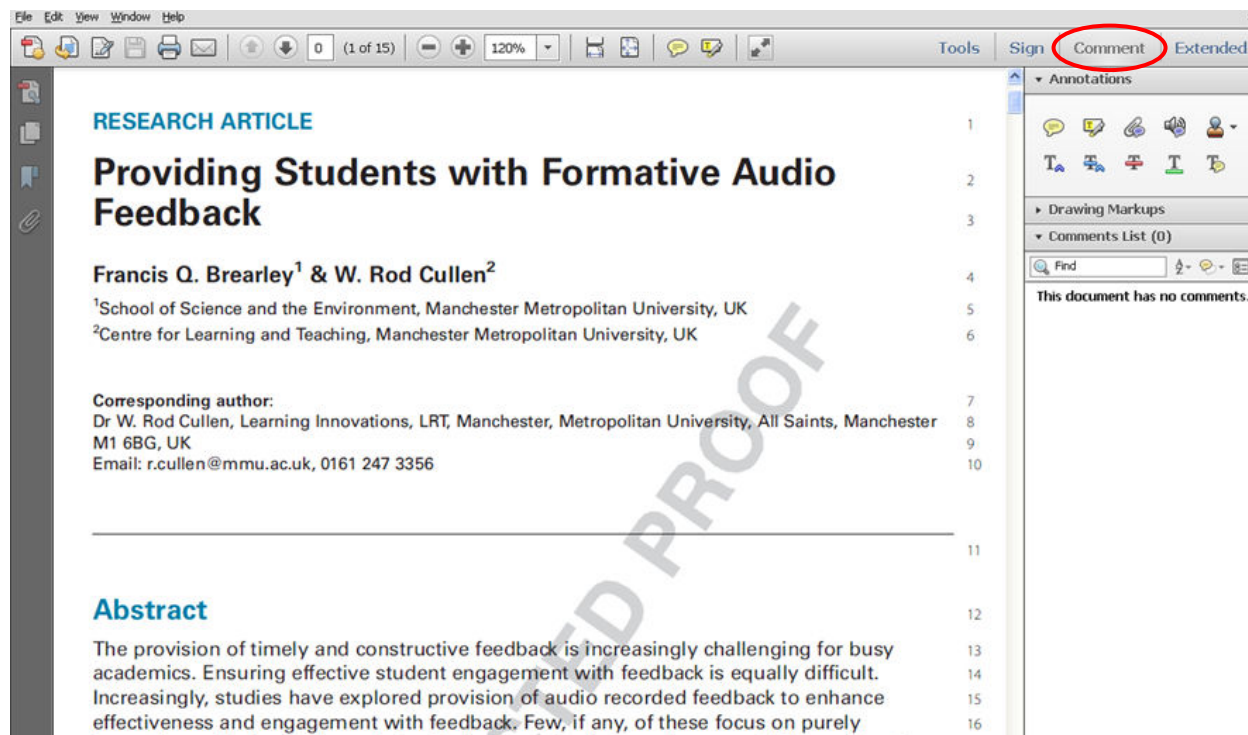 File Edit View Window Help
0 (1 of 15) 120% Tools Sign Comment Extended
Annotations
Drawing Markups
Comments List (0)
Find
This document has no comments.
RESEARCH ARTICLE 1
Providing Students with Formative Audio 2
Feedback 3
Francis Q. Brearley1 & W. Rod Cullen2 4
1School of Science and the Environment, Manchester Metropolitan University, UK 5
2Centre for Learning and Teaching, Manchester Metropolitan University, UK 6
Corresponding author: 7
Dr W. Rod Cullen, Learning Innovations, LRT, Manchester, Metropolitan University, All Saints, Manchester 8
M1 6BG, UK 9
Email: r.cullen@mmu.ac.uk, 0161 247 3356 10
11
Abstract 12
The provision of timely and constructive feedback is increasingly challenging for busy 13
academics. Ensuring effective student engagement with feedback is equally difficult. 14
Increasingly, studies have explored provision of audio recorded feedback to enhance 15
effectiveness and engagement with feedback. Few, if any, of these focus on purely 16
TED PROOF